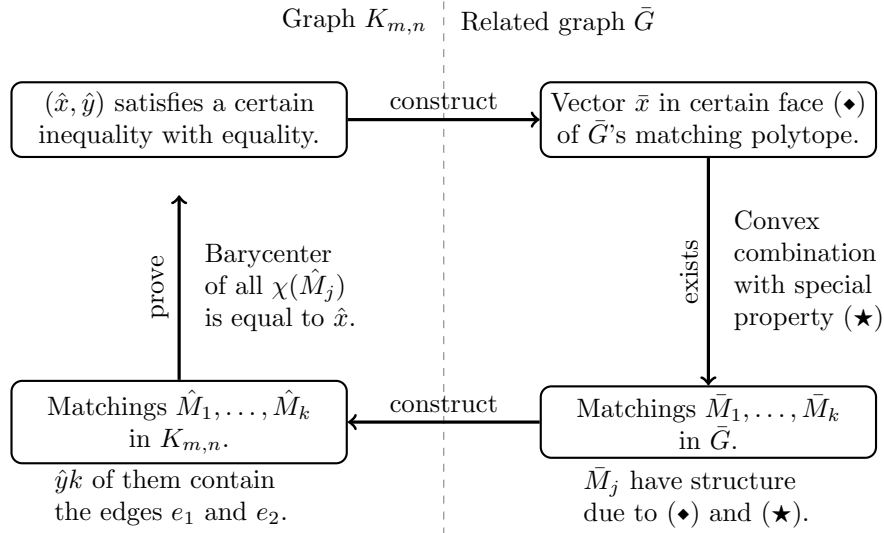 Graph K_{m,n} Related graph Ḡ
(x̂, ŷ) satisfies a certain
inequality with equality.
construct
Vector x̄ in certain face (⬥)
of Ḡ's matching polytope.
prove
Barycenter
of all χ(M̂_j)
is equal to x̂.
exists
Convex
combination
with special
property (★)
Matchings M̂_1, . . . , M̂_k
in K_{m,n}.
construct
Matchings M̄_1, . . . , M̄_k
in Ḡ.
ŷk of them contain
the edges e_1 and e_2.
M̄_j have structure
due to (⬥) and (★).